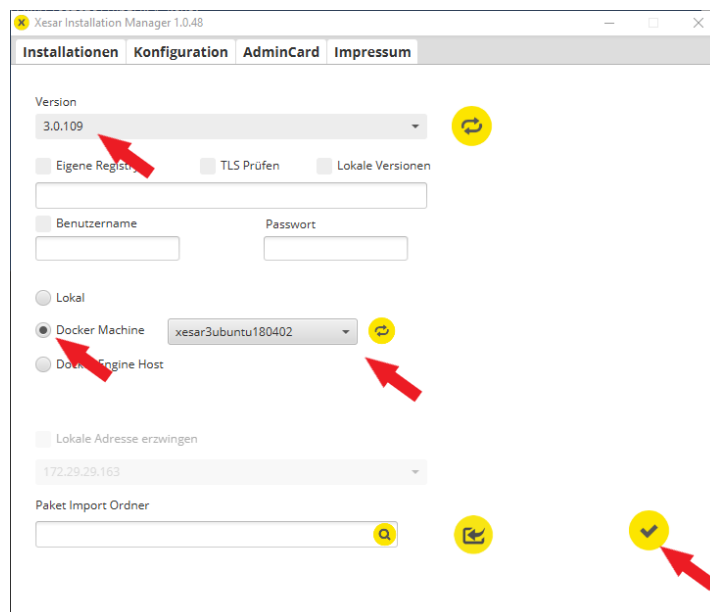 Xesar Installation Manager 1.0.48
Installationen Konfiguration AdminCard Impressum
Version
3.0.109
Eigene Registry TLS Prüfen Lokale Versionen
Benutzername Passwort
Lokal
Docker Machine xesar3ubuntu180402
Docker Engine Host
Lokale Adresse erzwingen
172.29.29.163
Paket Import Ordner